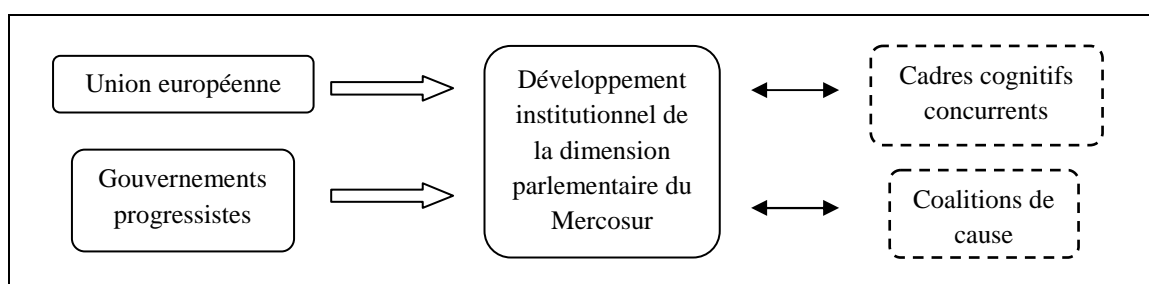 Union européenne
Gouvernements
progressistes
Développement
institutionnel de
la dimension
parlementaire du
Mercosur
Cadres cognitifs
concurrents
Coalitions de
cause